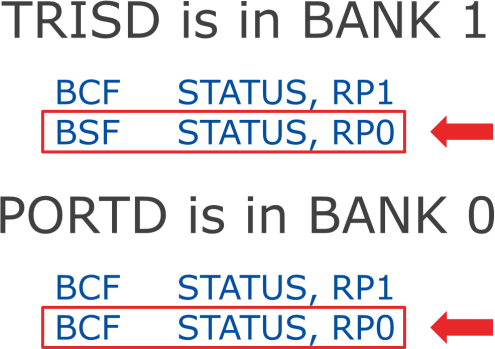 TRISD is in BANK 1
BCF STATUS, RP1
BSF STATUS, RP0
PORTD is in BANK 0
BCF STATUS, RP1
BCF STATUS, RP0